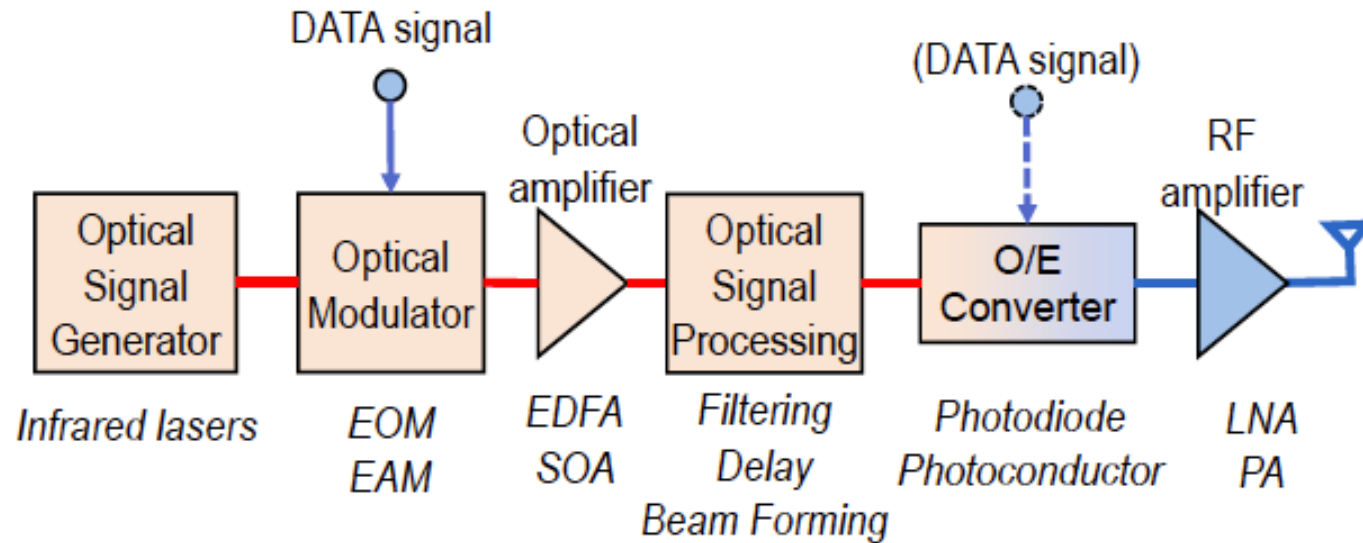 DATA signal
(DATA signal)
Optical
amplifier
RF
amplifier
Optical
Signal
Generator
Optical
Modulator
Optical
Signal
Processing
O/E
Converter
Infrared lasers
EOM
EAM
EDFA
SOA
Filtering
Delay
Beam Forming
Photodiode
Photoconductor
LNA
PA